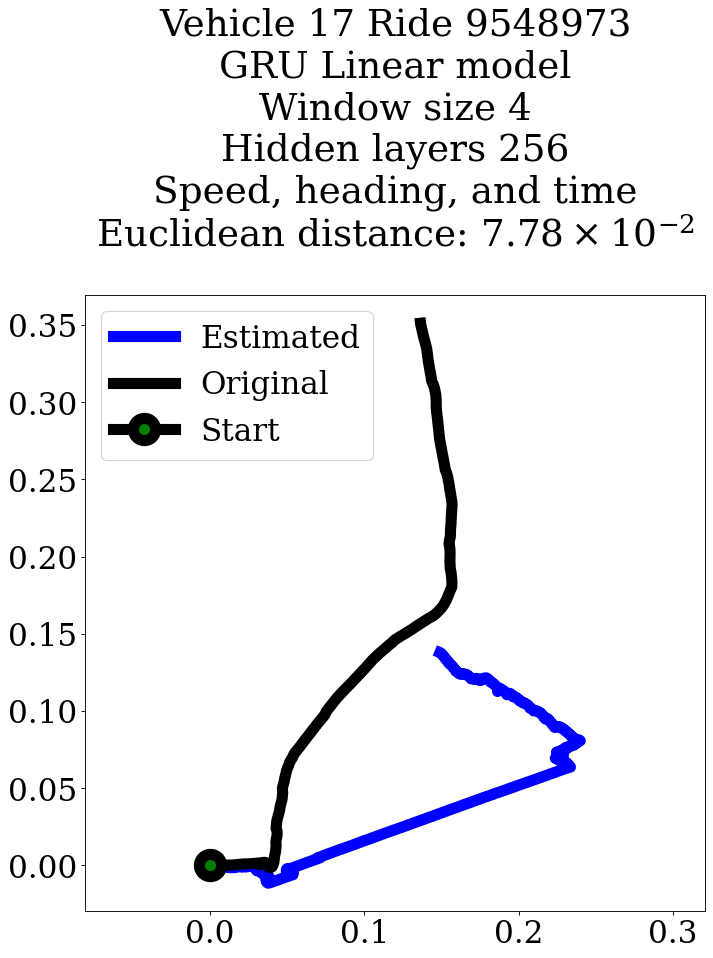 Vehicle 17 Ride 9548973
GRU Linear model
Window size 4
Hidden layers 256
Speed, heading, and time
Euclidean distance: 7.78 × 10⁻²
Estimated
Original
Start
0.35
0.30
0.25
0.20
0.15
0.10
0.05
0.00
0.0 0.1 0.2 0.3